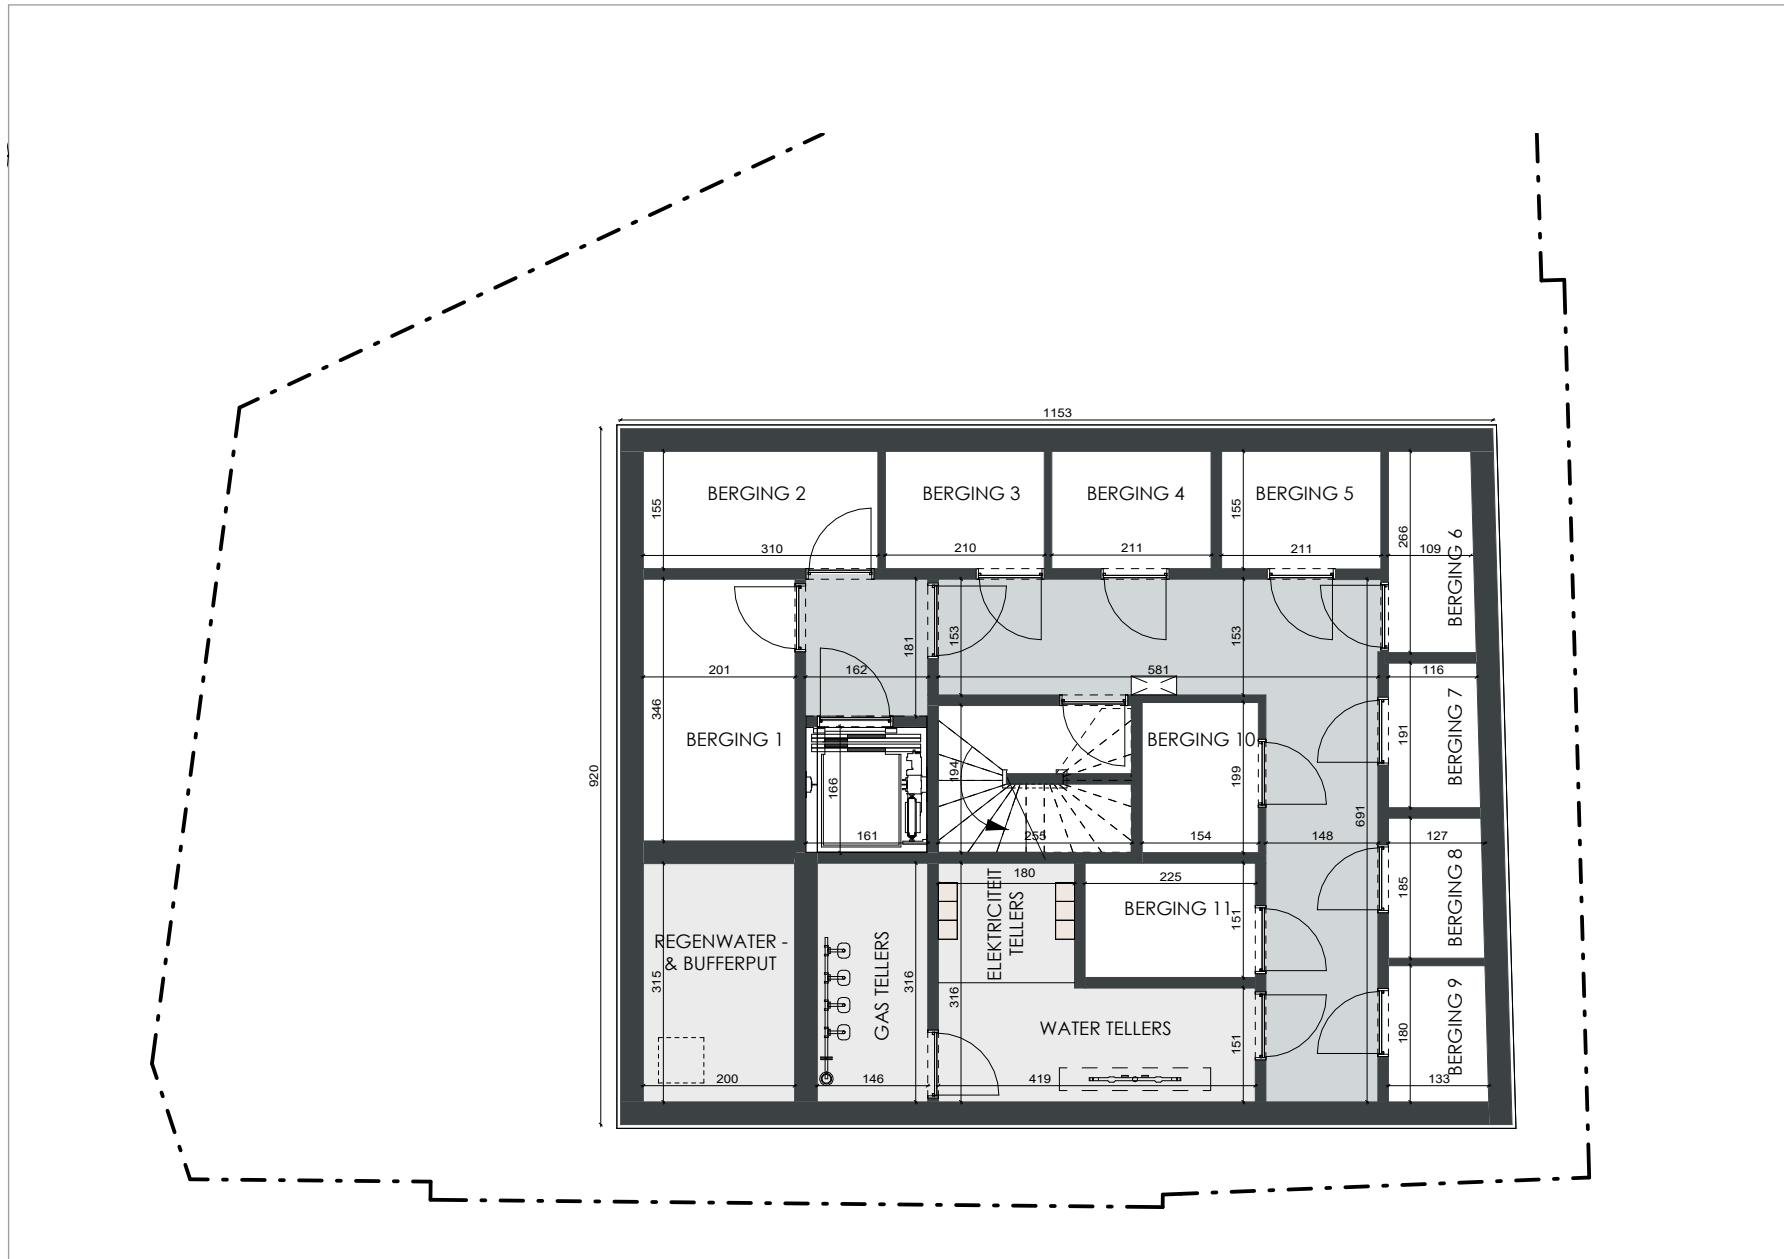 1153
920
BERGING 2
BERGING 3
BERGING 4
BERGING 5
155
155
266
310
210
211
211
109
BERGING 6
153
153
181
201
162
581
116
346
191
BERGING 7
BERGING 1
BERGING 10
194
166
199
691
161
255
154
148
127
180
225
185
BERGING 8
ELEKTRICITEIT
TELLERS
BERGING 11
151
REGENWATER -
& BUFFERPUT
315
GAS TELLERS
316
316
WATER TELLERS
151
180
BERGING 9
200
146
419
133